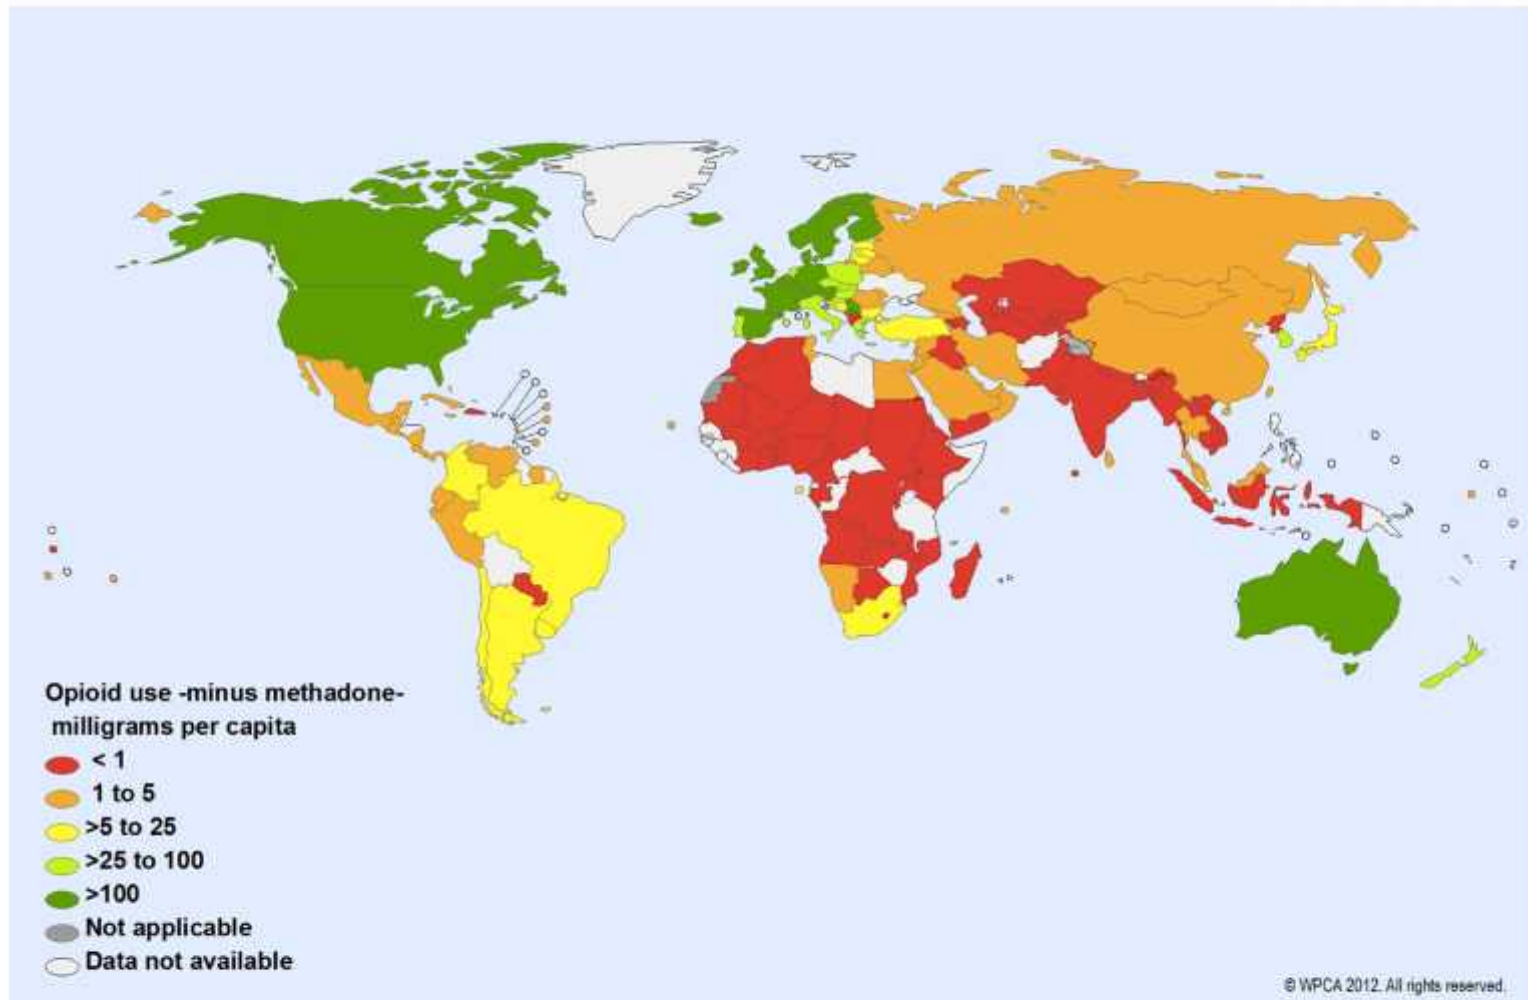 Opioid use -minus methadone-
milligrams per capita
< 1
1 to 5
>5 to 25
>25 to 100
>100
Not applicable
Data not available
© WPCA 2012. All rights reserved.